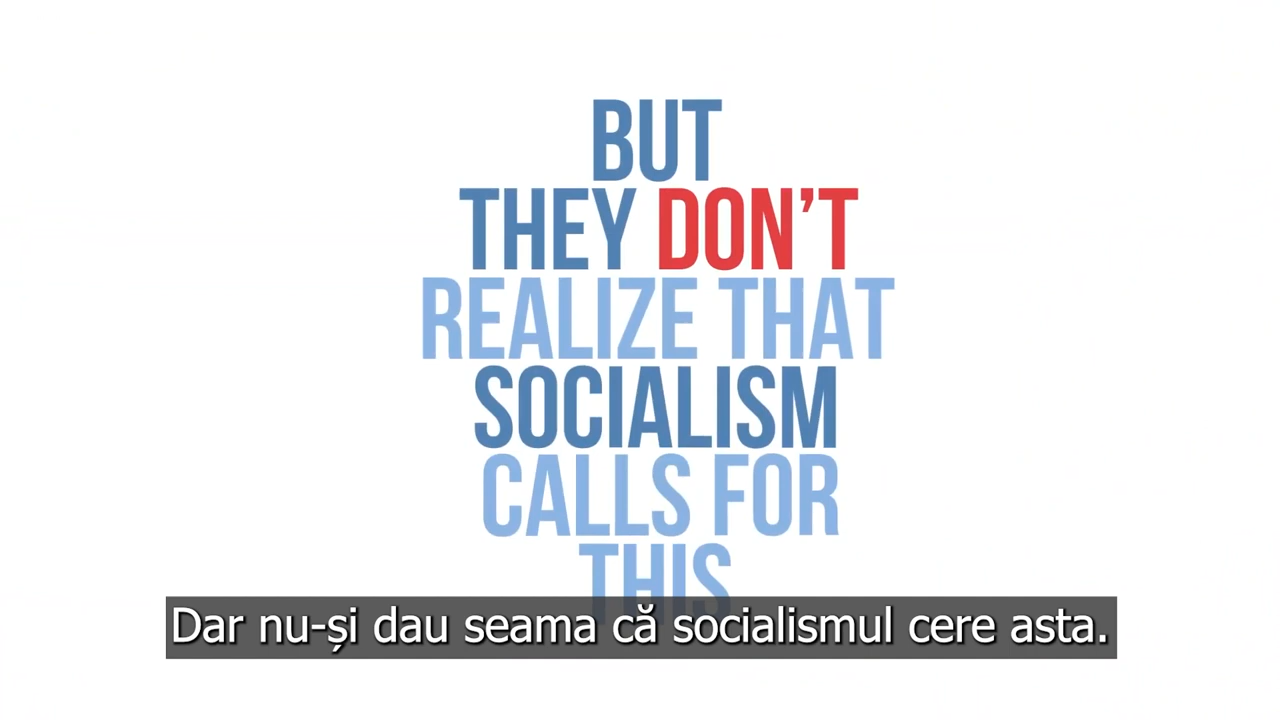 BUT
THEY DON'T
REALIZE THAT
SOCIALISM
CALLS FOR
THIS
Dar nu-și dau seama că socialismul cere asta.